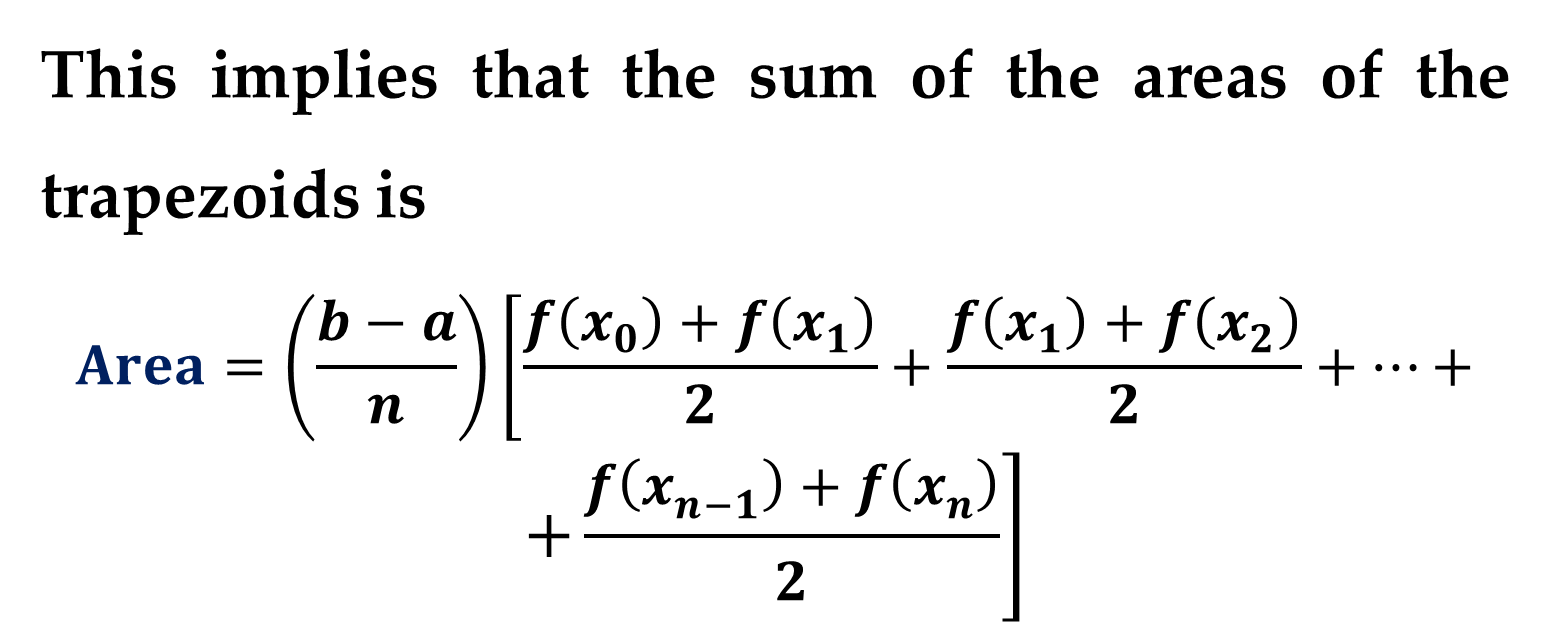 This implies that the sum of the areas of the
trapezoids is
Area = ((b − a)/n) [(f(x₀) + f(x₁))/2 + (f(x₁) + f(x₂))/2 + ⋯ +
+ (f(xₙ₋₁) + f(xₙ))/2]